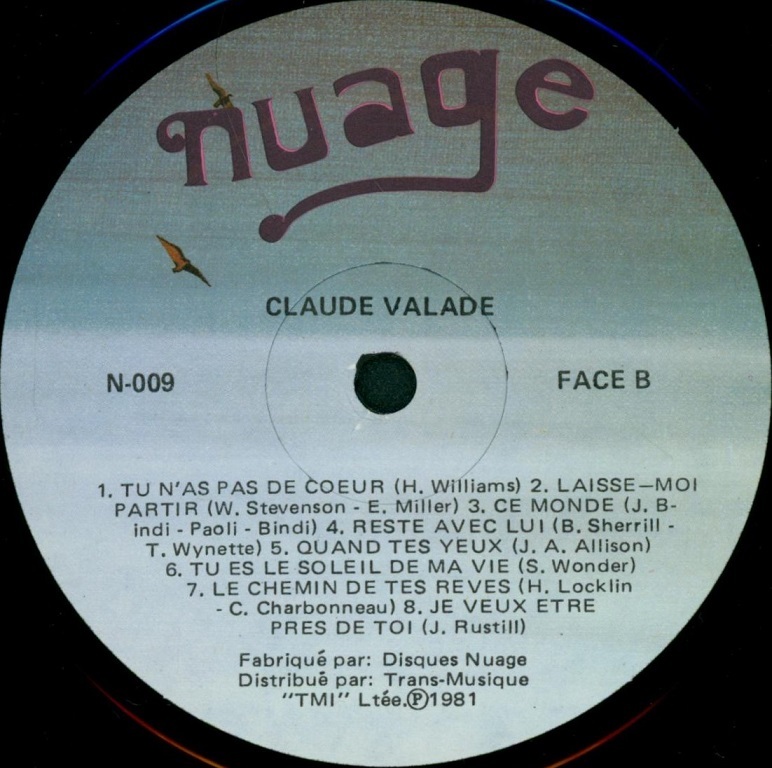 nuage
CLAUDE VALADE
N-009
FACE B
1. TU N'AS PAS DE COEUR (H. Williams) 2. LAISSE—MOI
PARTIR (W. Stevenson - E. Miller) 3. CE MONDE (J. B-
indi - Paoli - Bindi) 4. RESTE AVEC LUI (B. Sherrill -
T. Wynette) 5. QUAND TES YEUX (J. A. Allison)
6. TU ES LE SOLEIL DE MA VIE (S. Wonder)
7. LE CHEMIN DE TES REVES (H. Locklin
- C. Charbonneau) 8. JE VEUX ETRE
PRES DE TOI (J. Rustill)
Fabriqué par: Disques Nuage
Distribué par: Trans-Musique
"TMI" Ltée.Ⓟ1981